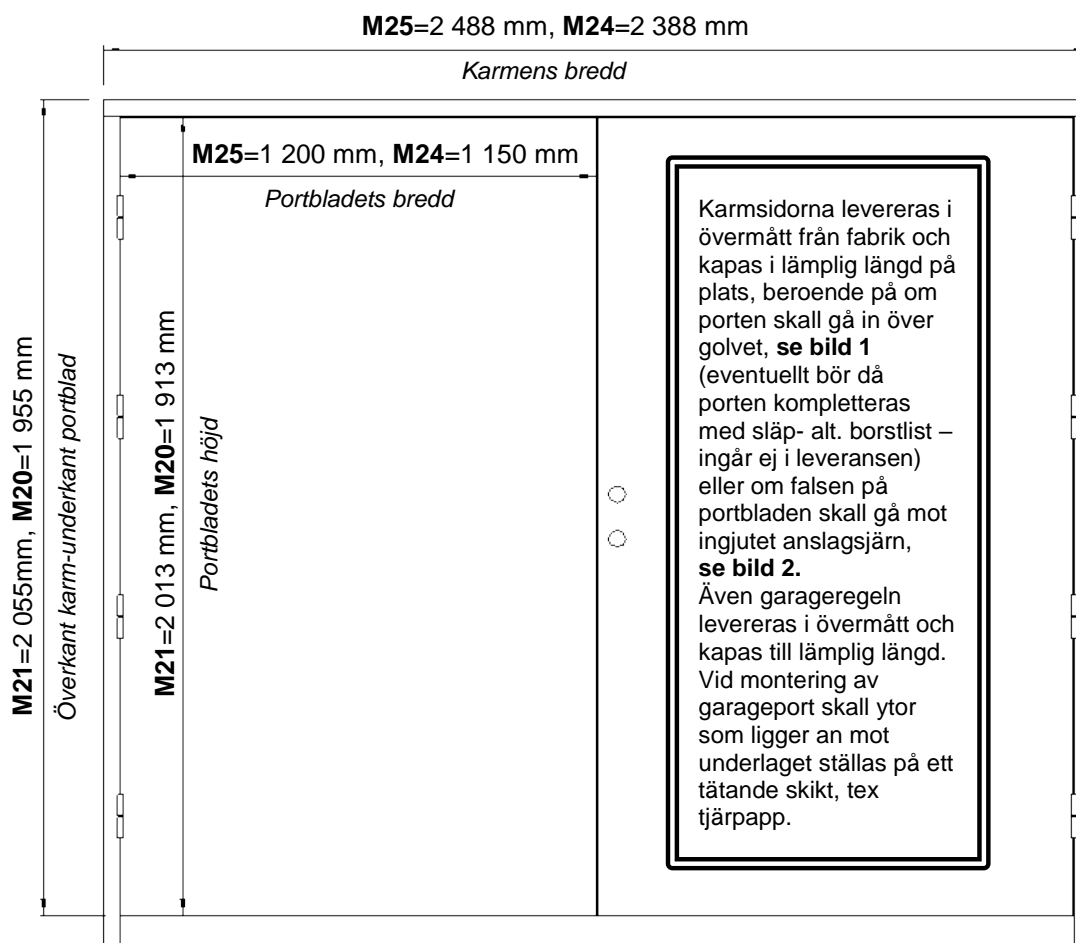 M25=2 488 mm, M24=2 388 mm
Karmens bredd
M25=1 200 mm, M24=1 150 mm
Portbladets bredd
M21=2 055mm, M20=1 955 mm
Överkant karm-underkant portblad
M21=2 013 mm, M20=1 913 mm
Portbladets höjd
Karmsidorna levereras i
övermått från fabrik och
kapas i lämplig längd på
plats, beroende på om
porten skall gå in över
golvet, se bild 1
(eventuellt bör då
porten kompletteras
med släp- alt. borstlist –
ingår ej i leveransen)
eller om falsen på
portbladen skall gå mot
ingjutet anslagsjärn,
se bild 2.
Även garageregeln
levereras i övermått och
kapas till lämplig längd.
Vid montering av
garageport skall ytor
som ligger an mot
underlaget ställas på ett
tätande skikt, tex
tjärpapp.